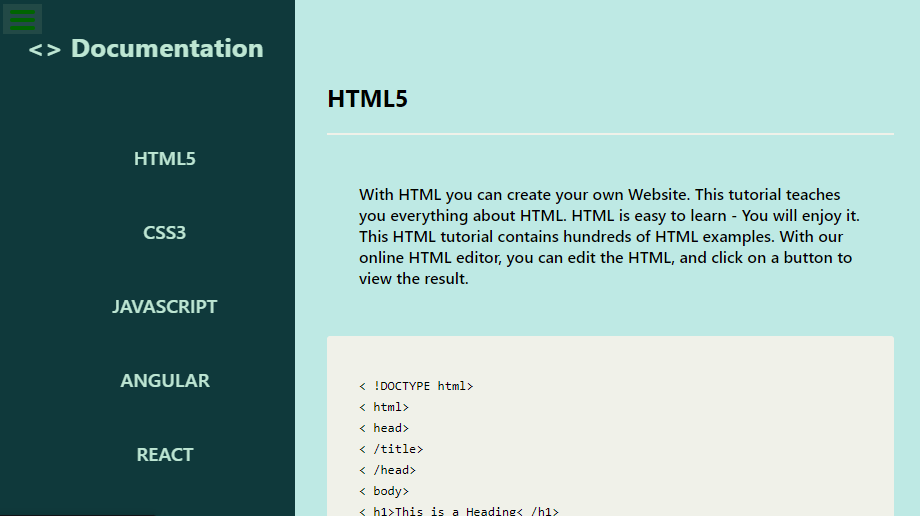 <> Documentation
HTML5
CSS3
JAVASCRIPT
ANGULAR
REACT
HTML5
With HTML you can create your own Website. This tutorial teaches
you everything about HTML. HTML is easy to learn - You will enjoy it.
This HTML tutorial contains hundreds of HTML examples. With our
online HTML editor, you can edit the HTML, and click on a button to
view the result.
< !DOCTYPE html>
< html>
< head>
< /title>
< /head>
< body>
< h1>This is a Heading< /h1>